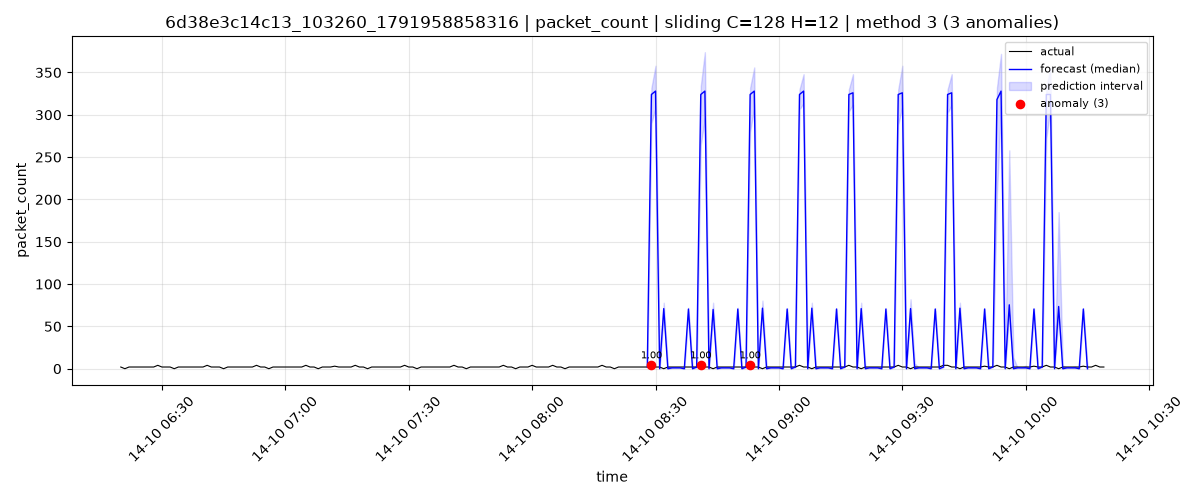 6d38e3c14c13_103260_1791958858316 | packet_count | sliding C=128 H=12 | method 3 (3 anomalies)
actual
forecast (median)
prediction interval
anomaly (3)
packet_count
350
300
250
200
150
100
50
0
1.00 1.00 1.00
14-10 06:30 14-10 07:00 14-10 07:30 14-10 08:00 14-10 08:30 14-10 09:00 14-10 09:30 14-10 10:00 14-10 10:30
time